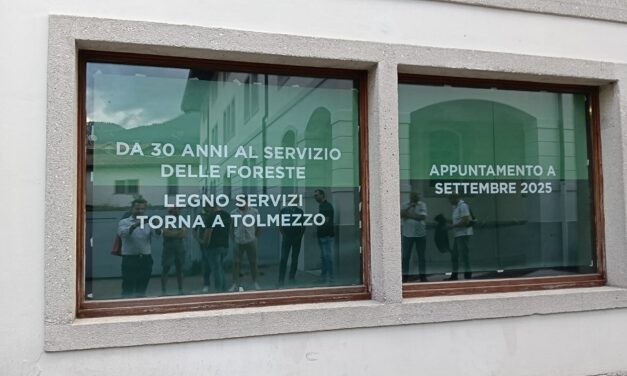 DA 30 ANNI AL SERVIZIO
DELLE FORESTE
LEGNO SERVIZI
TORNA A TOLMEZZO
APPUNTAMENTO A
SETTEMBRE 2025